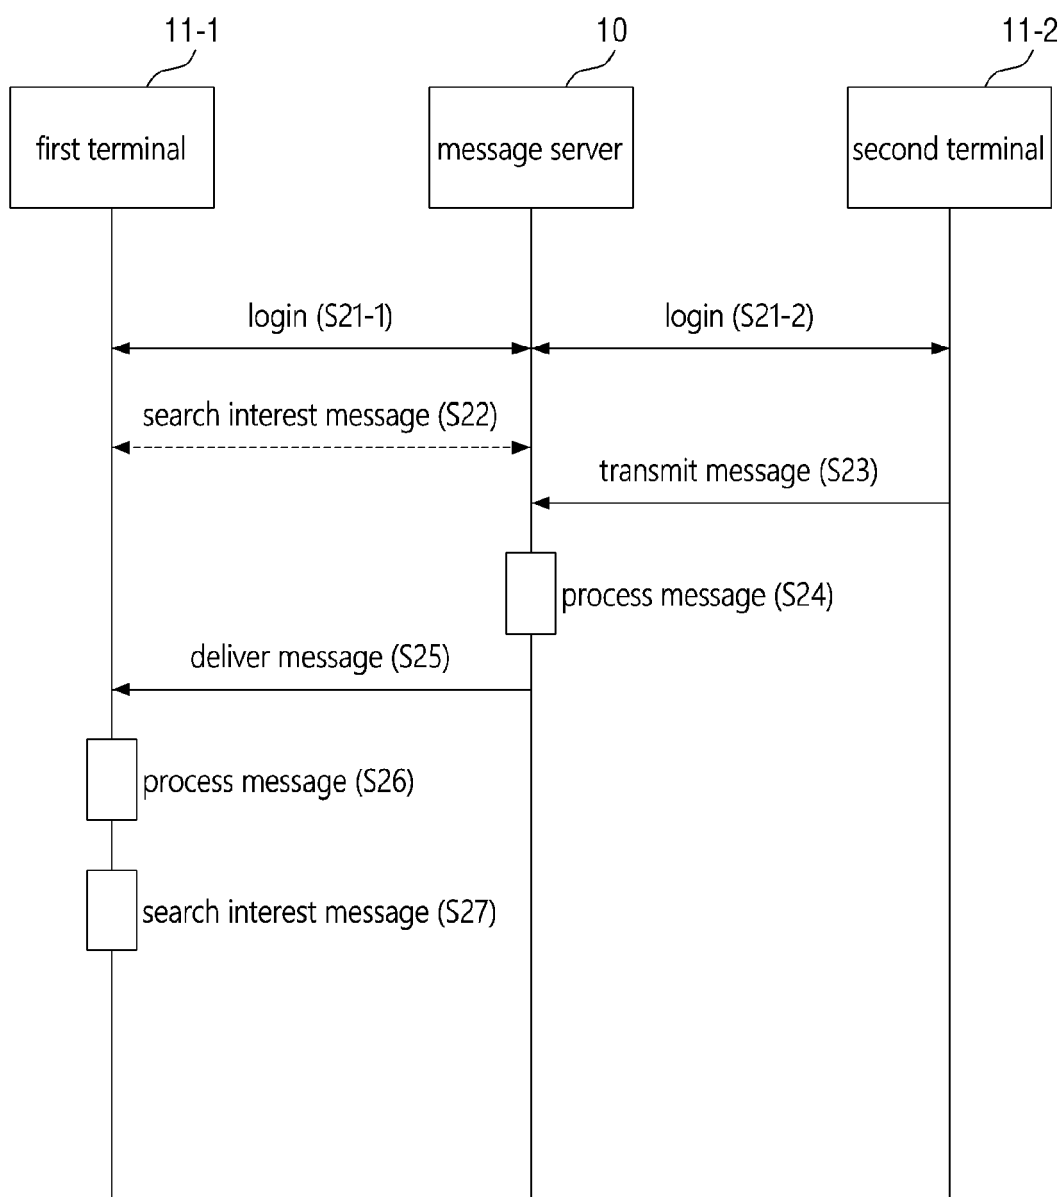 11-1
10
11-2
first terminal
message server
second terminal
login (S21-1)
login (S21-2)
search interest message (S22)
transmit message (S23)
process message (S24)
deliver message (S25)
process message (S26)
search interest message (S27)